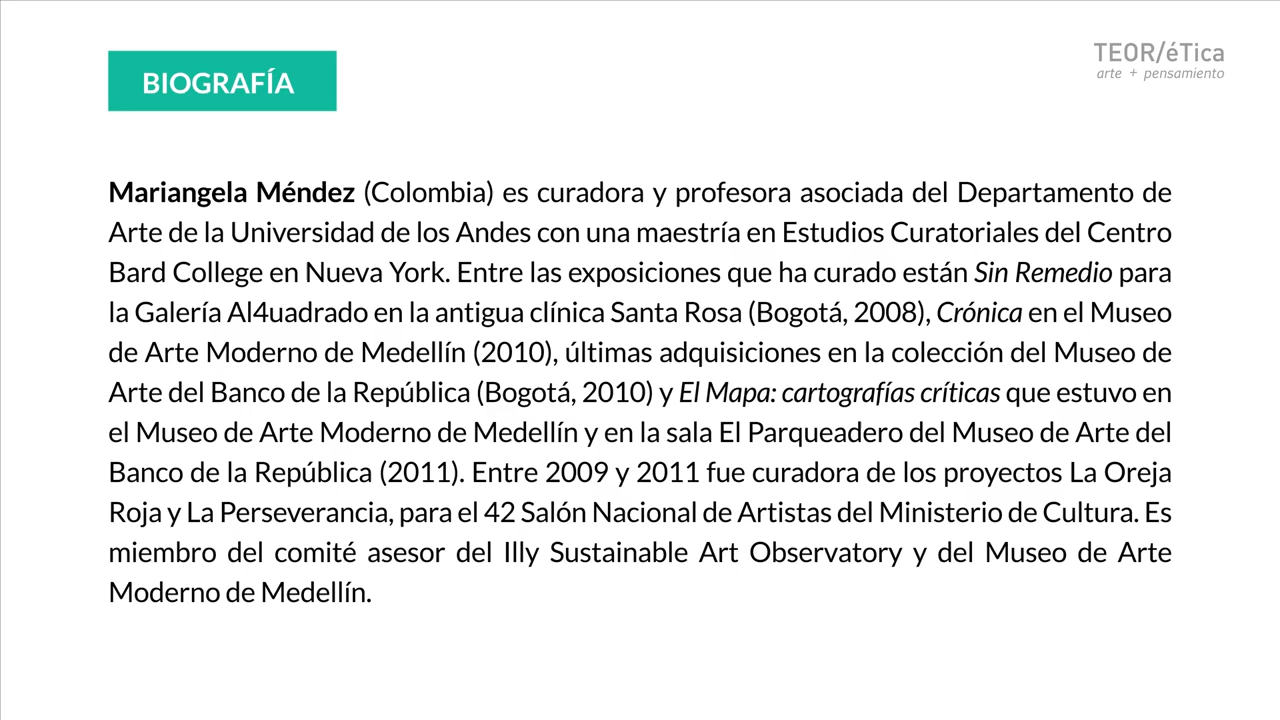 BIOGRAFÍA
TEOR/éTica
arte + pensamiento
Mariangela Méndez (Colombia) es curadora y profesora asociada del Departamento de
Arte de la Universidad de los Andes con una maestría en Estudios Curatoriales del Centro
Bard College en Nueva York. Entre las exposiciones que ha curado están Sin Remedio para
la Galería Al4uadrado en la antigua clínica Santa Rosa (Bogotá, 2008), Crónica en el Museo
de Arte Moderno de Medellín (2010), últimas adquisiciones en la colección del Museo de
Arte del Banco de la República (Bogotá, 2010) y El Mapa: cartografías críticas que estuvo en
el Museo de Arte Moderno de Medellín y en la sala El Parqueadero del Museo de Arte del
Banco de la República (2011). Entre 2009 y 2011 fue curadora de los proyectos La Oreja
Roja y La Perseverancia, para el 42 Salón Nacional de Artistas del Ministerio de Cultura. Es
miembro del comité asesor del Illy Sustainable Art Observatory y del Museo de Arte
Moderno de Medellín.